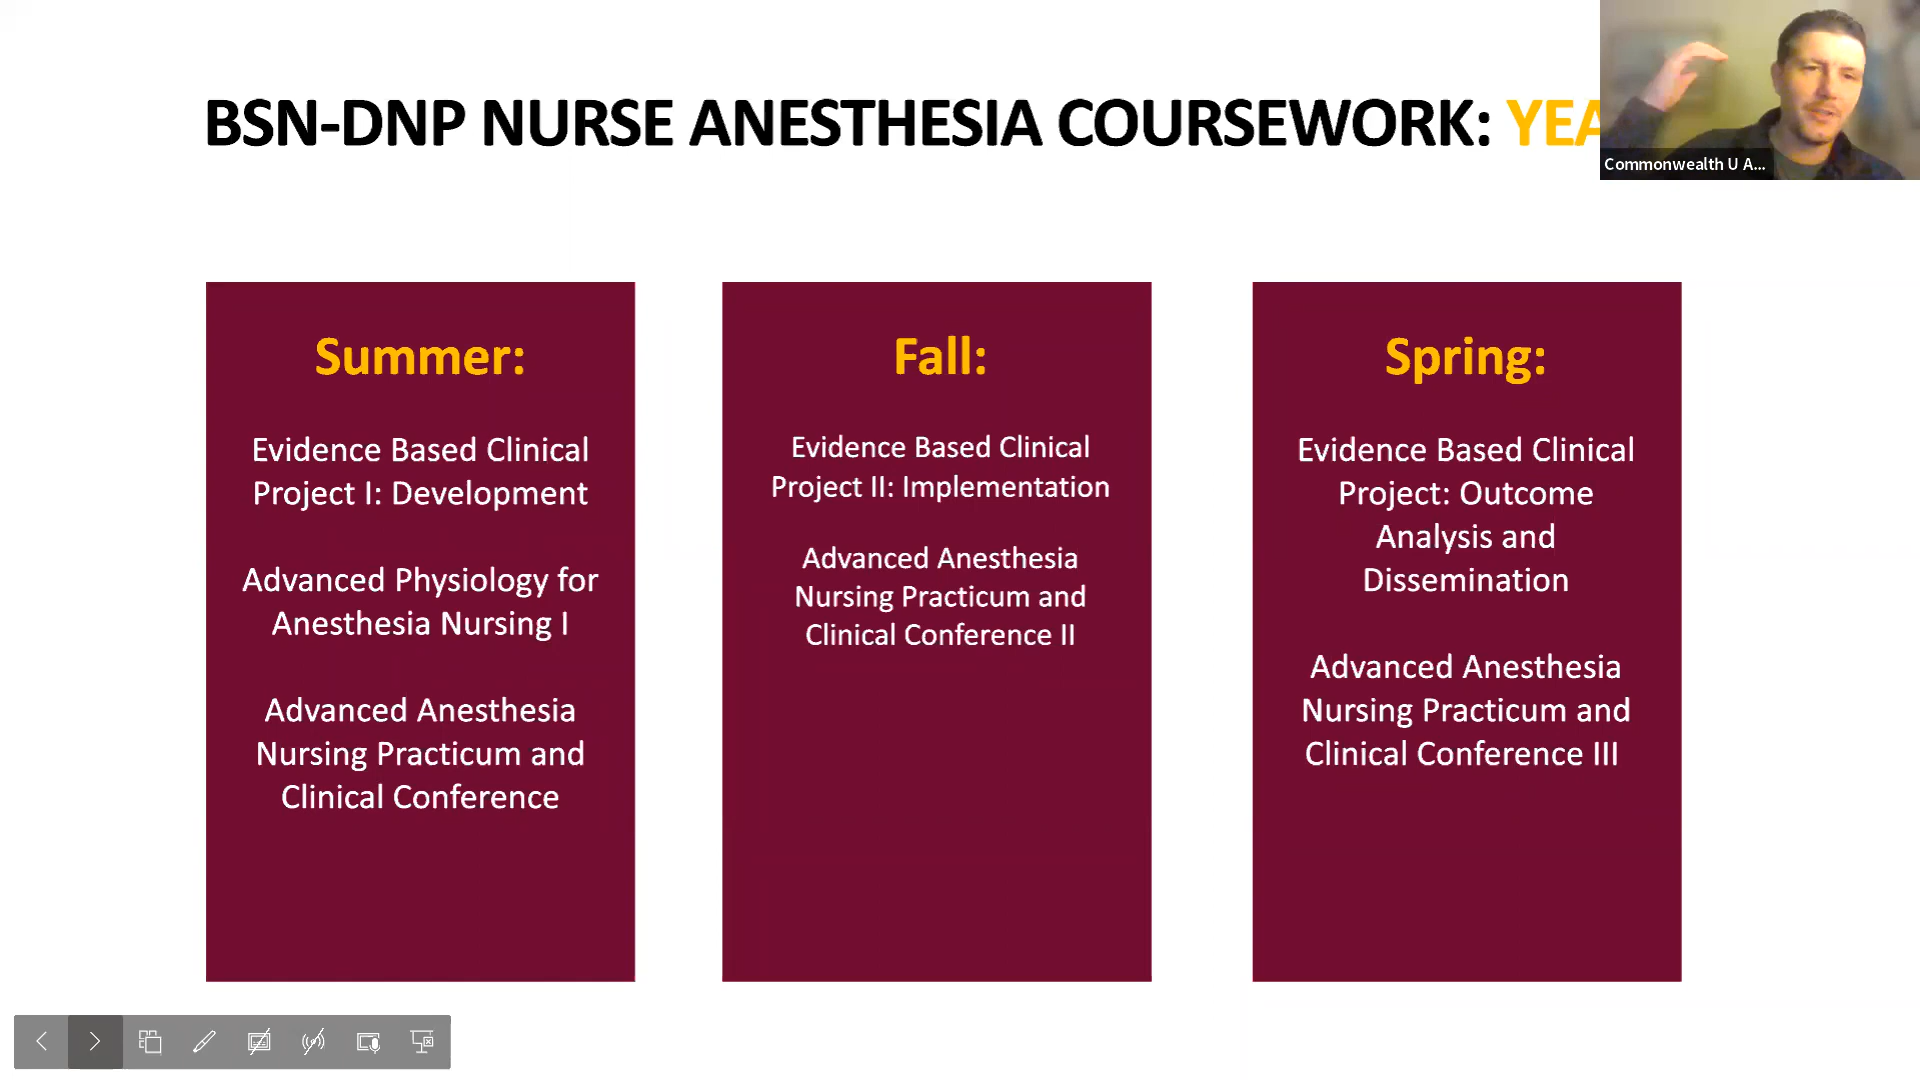 BSN-DNP NURSE ANESTHESIA COURSEWORK:
Commonwealth U A...
Summer:
Evidence Based Clinical
Project I: Development
Advanced Physiology for
Anesthesia Nursing I
Advanced Anesthesia
Nursing Practicum and
Clinical Conference
Fall:
Evidence Based Clinical
Project II: Implementation
Advanced Anesthesia
Nursing Practicum and
Clinical Conference II
Spring:
Evidence Based Clinical
Project: Outcome
Analysis and
Dissemination
Advanced Anesthesia
Nursing Practicum and
Clinical Conference III